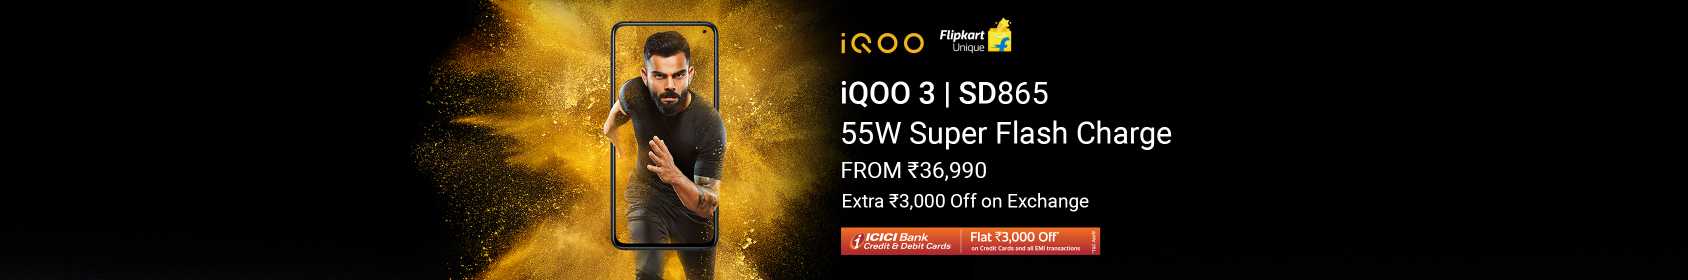 iQOO
Flipkart
Unique
iQOO 3 | SD865
55W Super Flash Charge
FROM ₹36,990
Extra ₹3,000 Off on Exchange
ICICI Bank
Credit & Debit Cards
Flat ₹3,000 Off*
on Credit Cards and all EMI transactions
T&C Apply